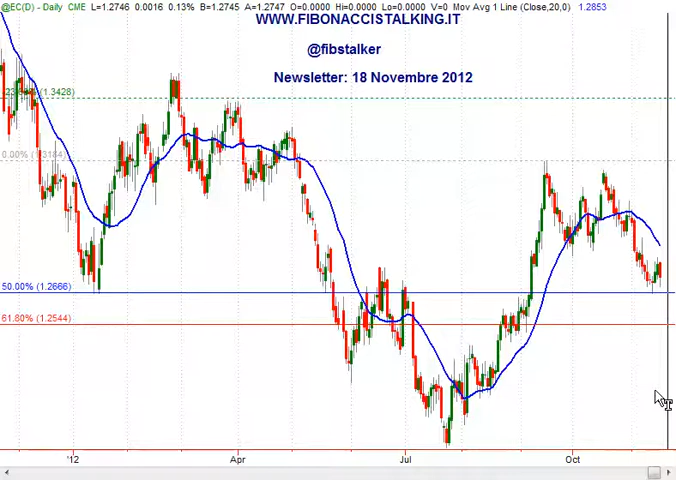 @EC(D) - Daily CME L=1.2746 0.0016 0.13% B=1.2745 A=1.2747 O=0.0000 Hi=0.0000 Lo=0.0000 V=0 Mov Avg 1 Line (Close,20,0) 1.2853
WWW.FIBONACCISTALKING.IT
@fibstalker
Newsletter: 18 Novembre 2012
(1.3428)
0.00% (1.3184)
50.00% (1.2666)
61.80% (1.2544)
'12 Apr Jul Oct